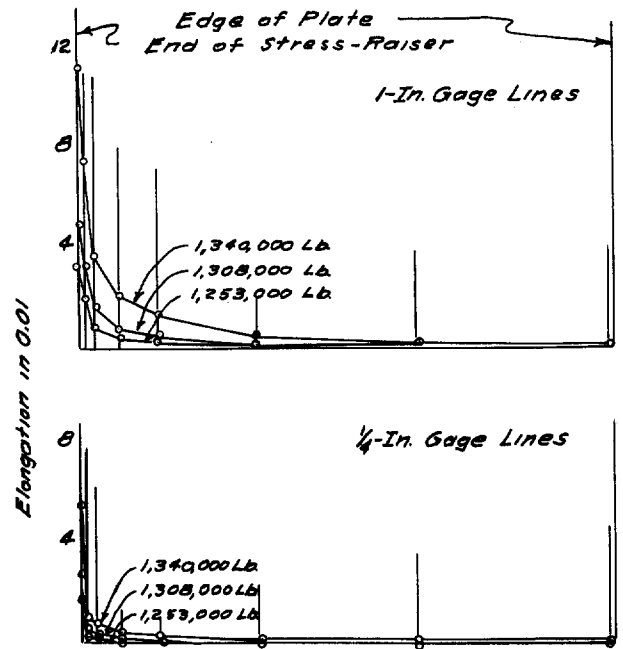 Edge of Plate
End of Stress-Raiser
12
1-In. Gage Lines
8
4
1,340,000 Lb.
1,308,000 Lb.
1,253,000 Lb.
Elongation in 0.01
8
¼-In. Gage Lines
4
1,340,000 Lb.
1,308,000 Lb.
1,253,000 Lb.